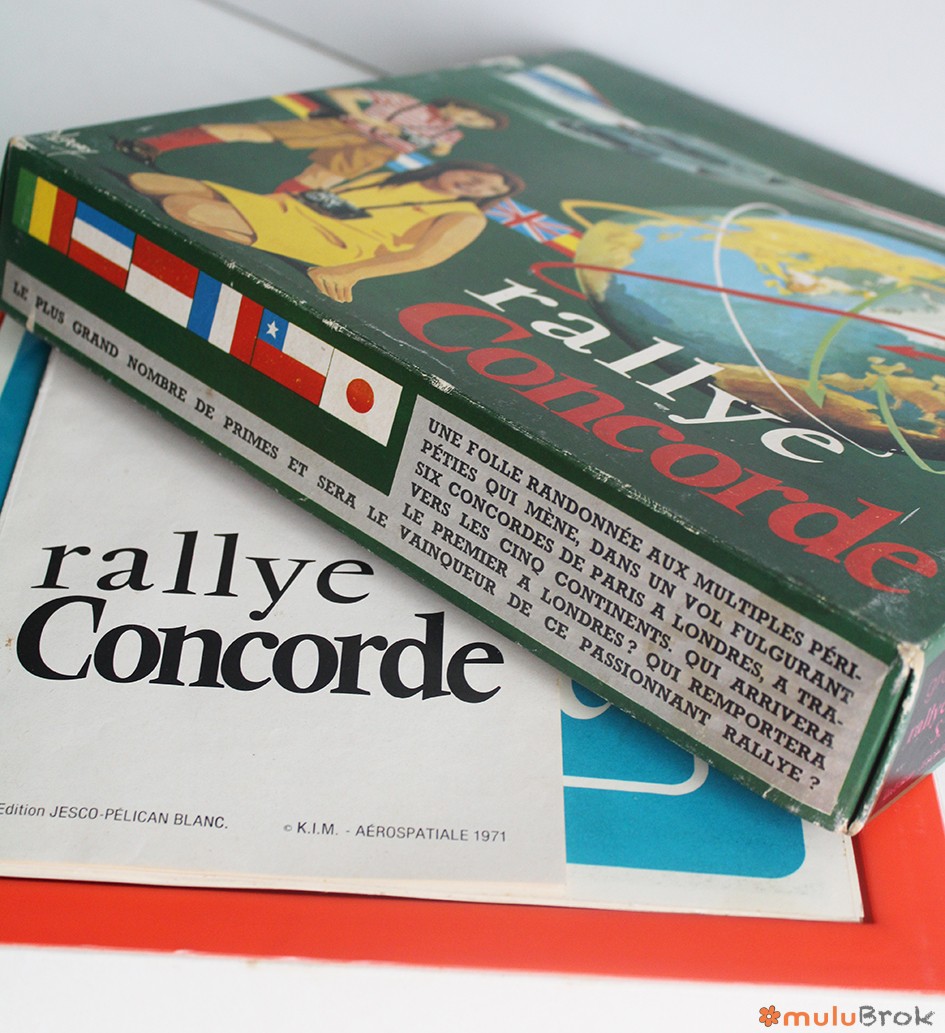 rallye
Concorde
UNE FOLLE RANDONNÉE AUX MULTIPLES PÉRI-
PÉTIES QUI MÈNE, DANS UN VOL FULGURANT
SIX CONCORDES DE PARIS A LONDRES, A TRA-
VERS LES CINQ CONTINENTS. QUI ARRIVERA
LE PREMIER A LONDRES ? QUI REMPORTERA
LE PLUS GRAND NOMBRE DE PRIMES ET SERA LE VAINQUEUR DE CE PASSIONNANT RALLYE ?
rallye
rallye
Concorde
Edition JESCO-PÉLICAN BLANC.
© K.I.M. - AÉROSPATIALE 1971
muluBrok